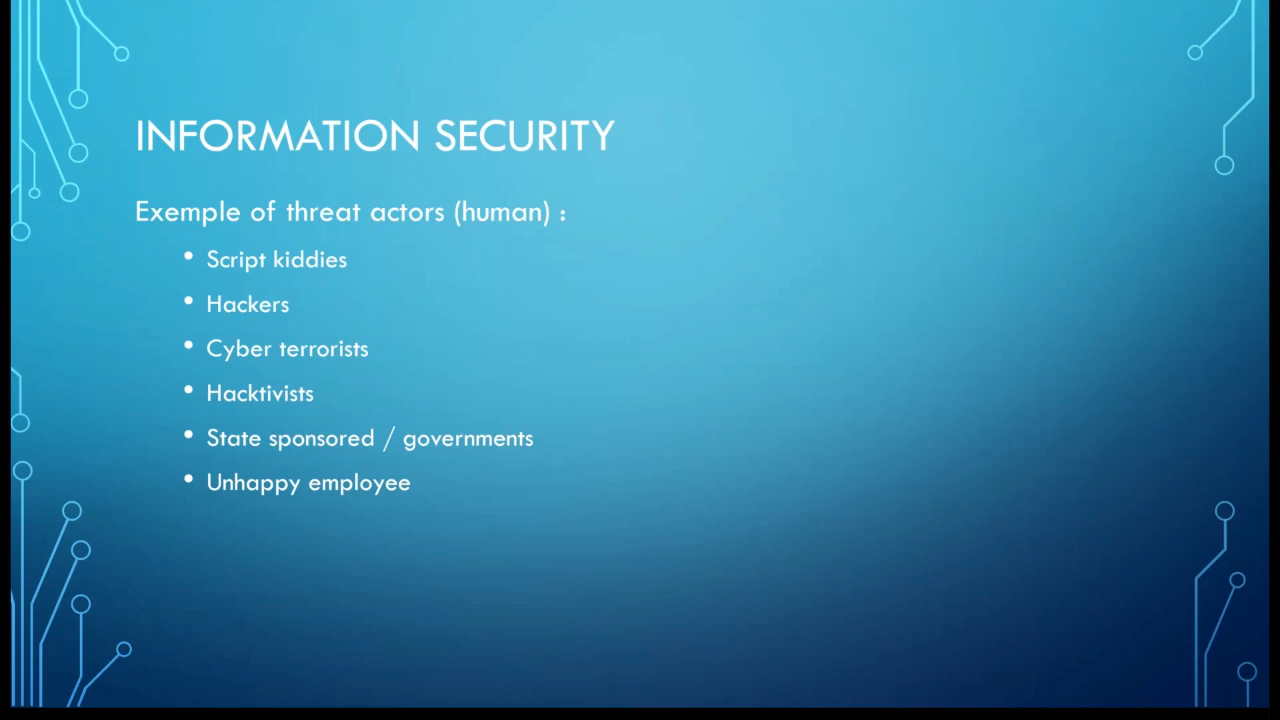 INFORMATION SECURITY
Exemple of threat actors (human) :
• Script kiddies
• Hackers
• Cyber terrorists
• Hacktivists
• State sponsored / governments
• Unhappy employee